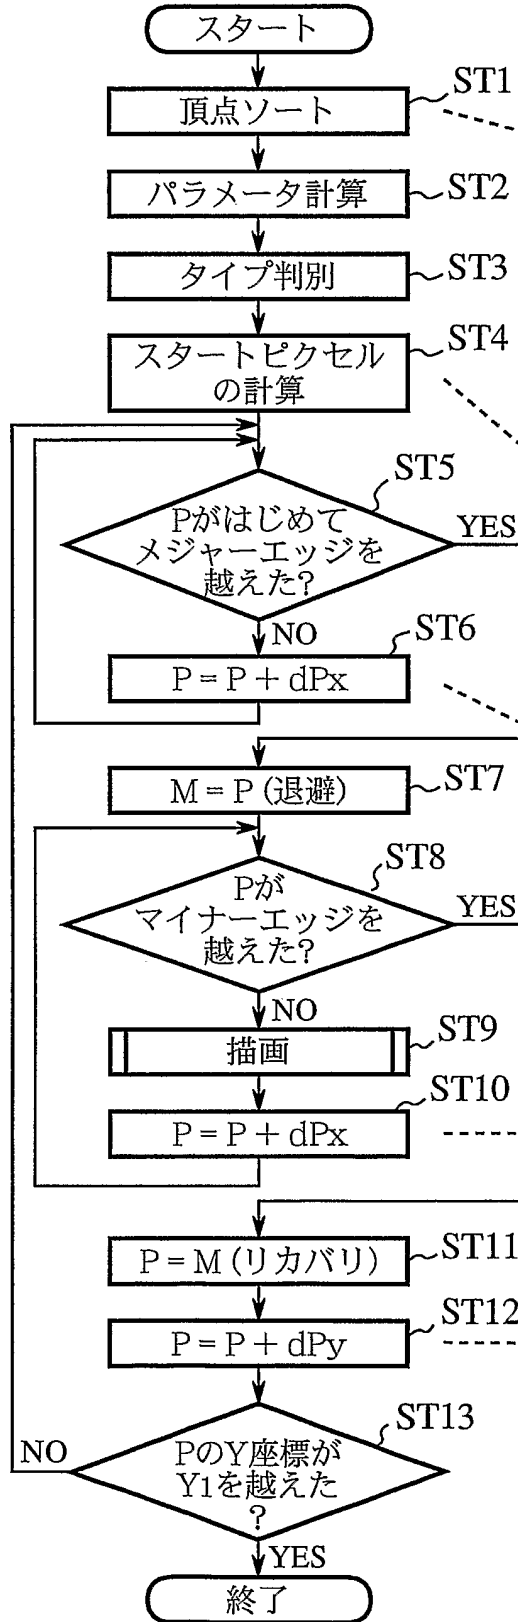 スタート
頂点ソート
ST1
パラメータ計算
ST2
タイプ判別
ST3
スタートピクセル
の計算
ST4
Pがはじめて
メジャーエッジを
越えた?
ST5
YES
NO
P = P + dPx
ST6
M = P (退避)
ST7
Pが
マイナーエッジを
越えた?
ST8
YES
NO
描画
ST9
P = P + dPx
ST10
P = M (リカバリ)
ST11
P = P + dPy
ST12
PのY座標が
Y1を越えた
?
ST13
NO
YES
終了